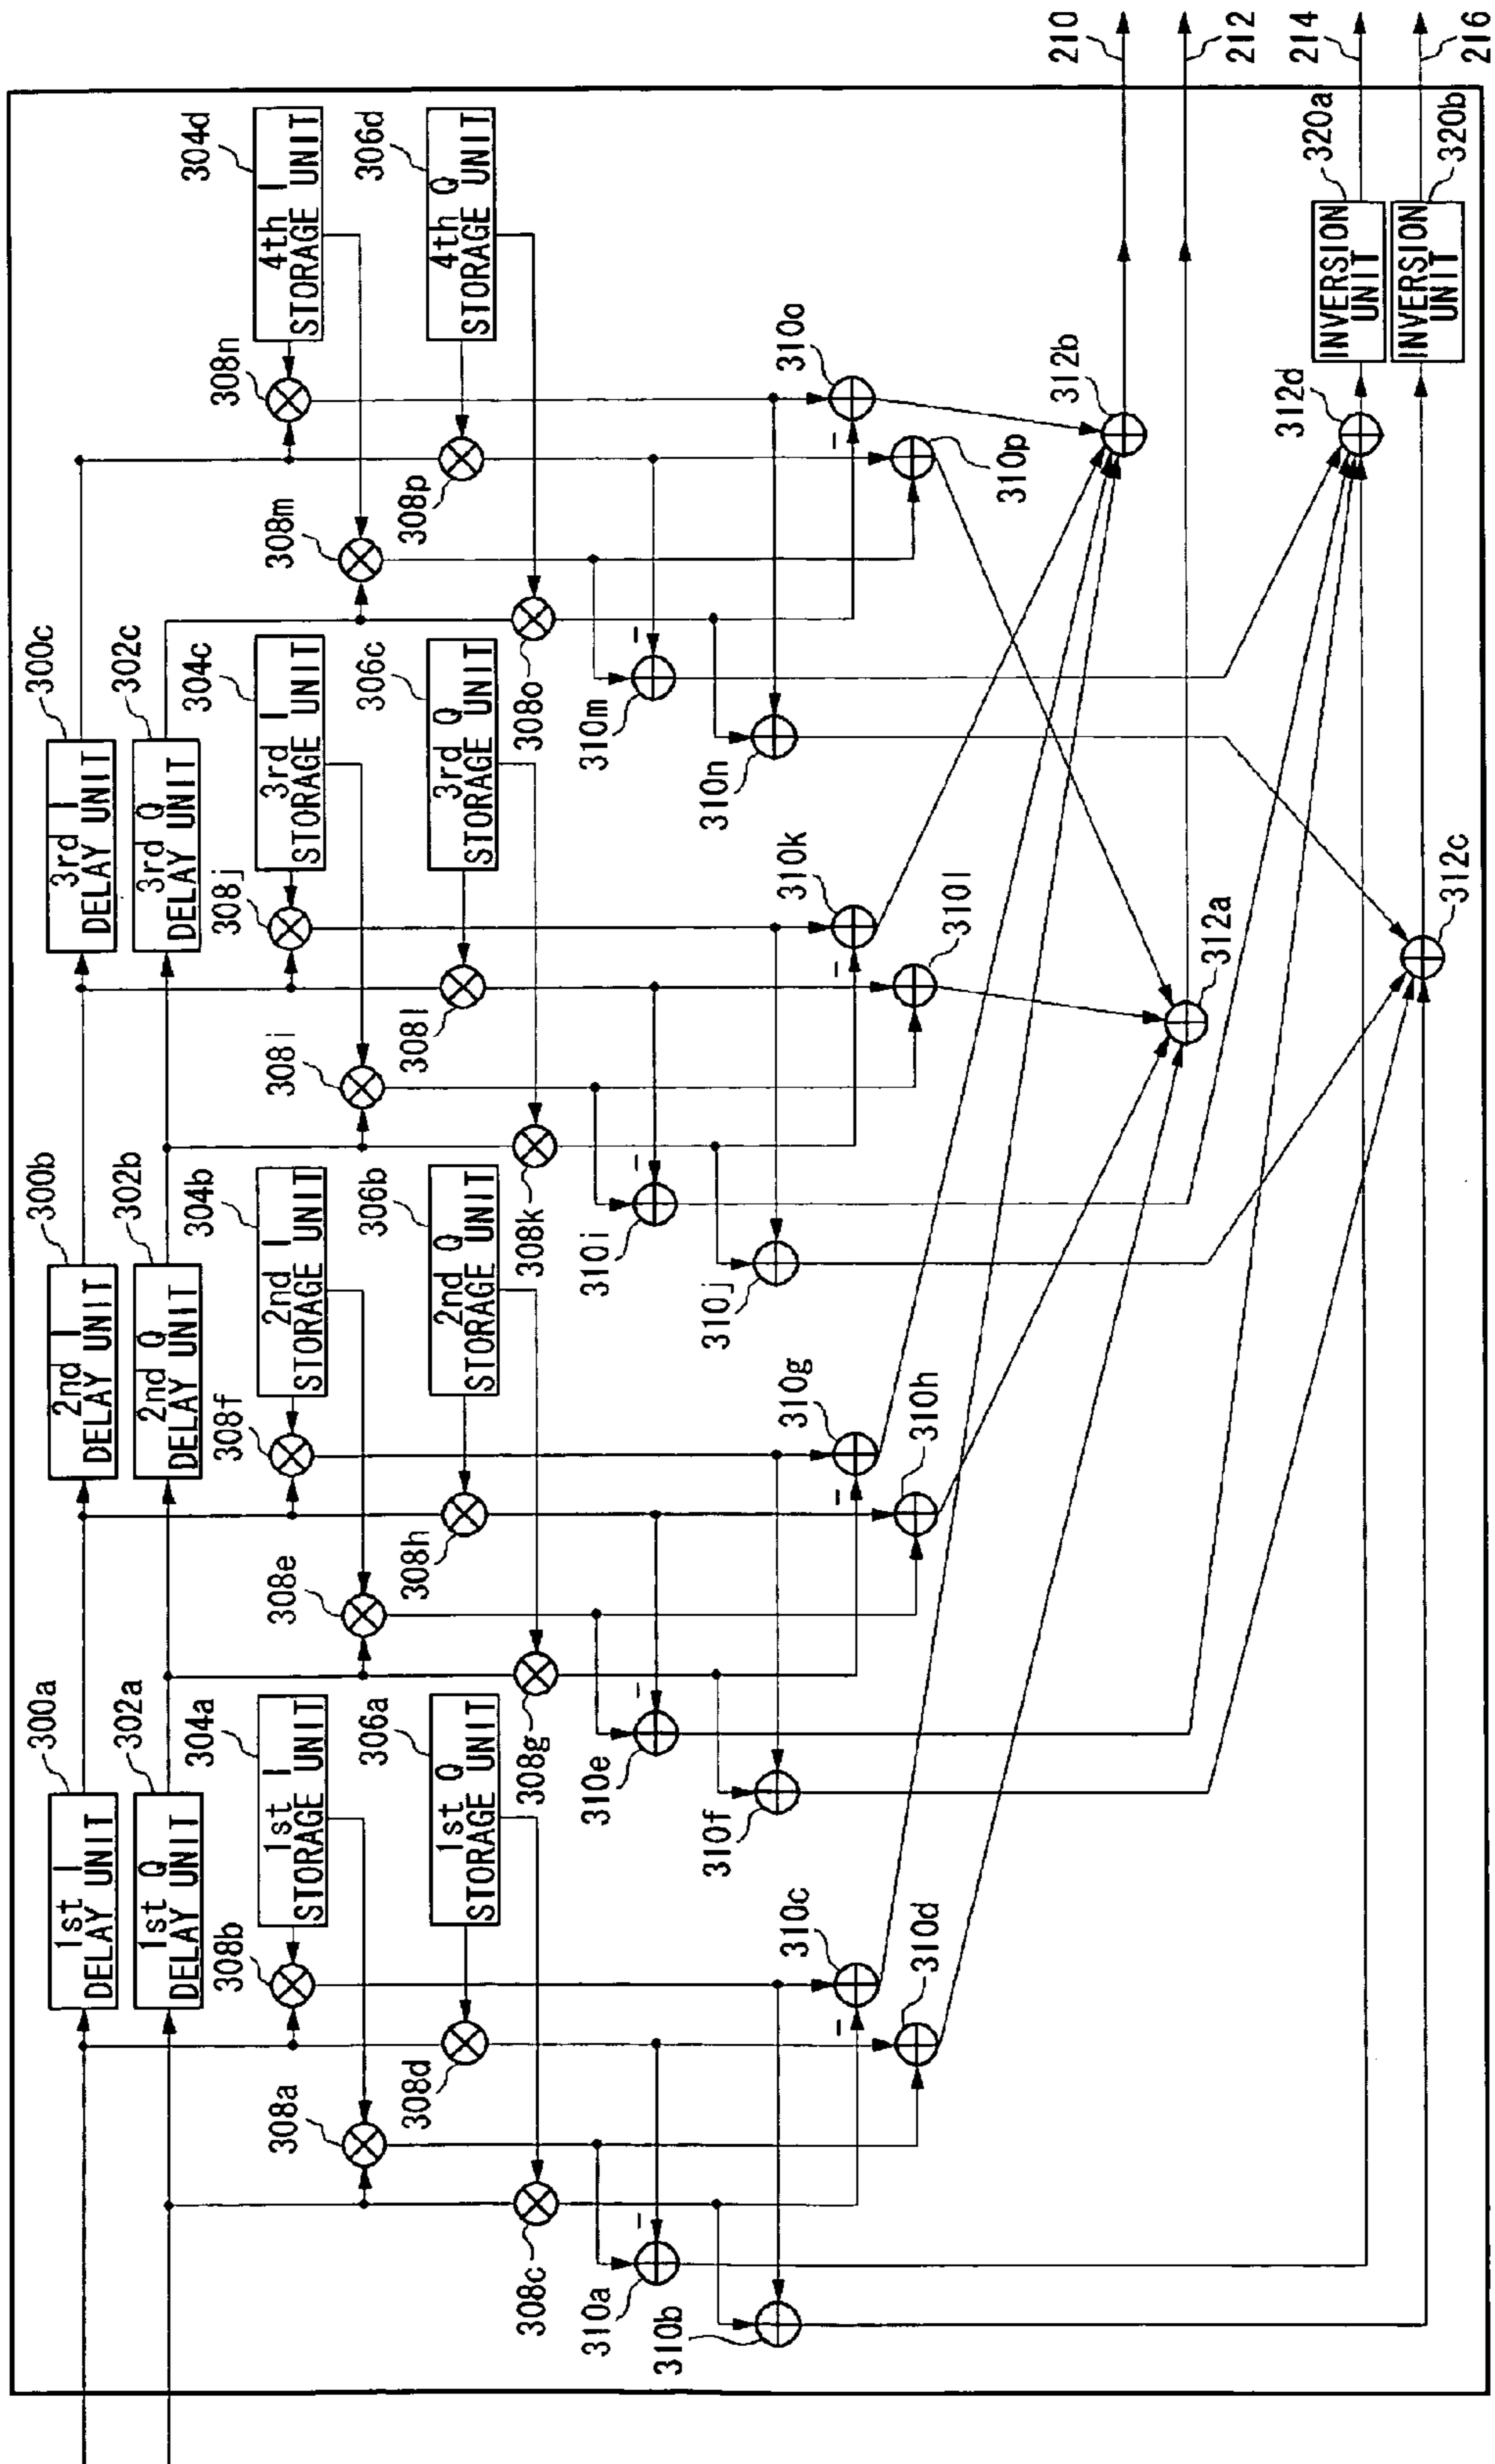 1st I
DELAY UNIT
300a
2nd I
DELAY UNIT
300b
3rd I
DELAY UNIT
300c
1st Q
DELAY UNIT
302a
2nd Q
DELAY UNIT
302b
3rd Q
DELAY UNIT
302c
308b
1st I
STORAGE UNIT
304a
308f
2nd I
STORAGE UNIT
304b
308j
3rd I
STORAGE UNIT
304c
308n
4th I
STORAGE UNIT
304d
308a
308e
308i
308m
308d
1st Q
STORAGE UNIT
306a
308h
2nd Q
STORAGE UNIT
306b
308l
3rd Q
STORAGE UNIT
306c
308p
4th Q
STORAGE UNIT
306d
308c
308g
308k
308o
310a
-
310e
-
310i
-
310m
-
310b
310f
310j
310n
310c
-
310g
-
310k
-
310o
-
310d
310h
310l
310p
312b
210
312a
212
312d
INVERSION
UNIT
320a
214
312c
INVERSION
UNIT
320b
216